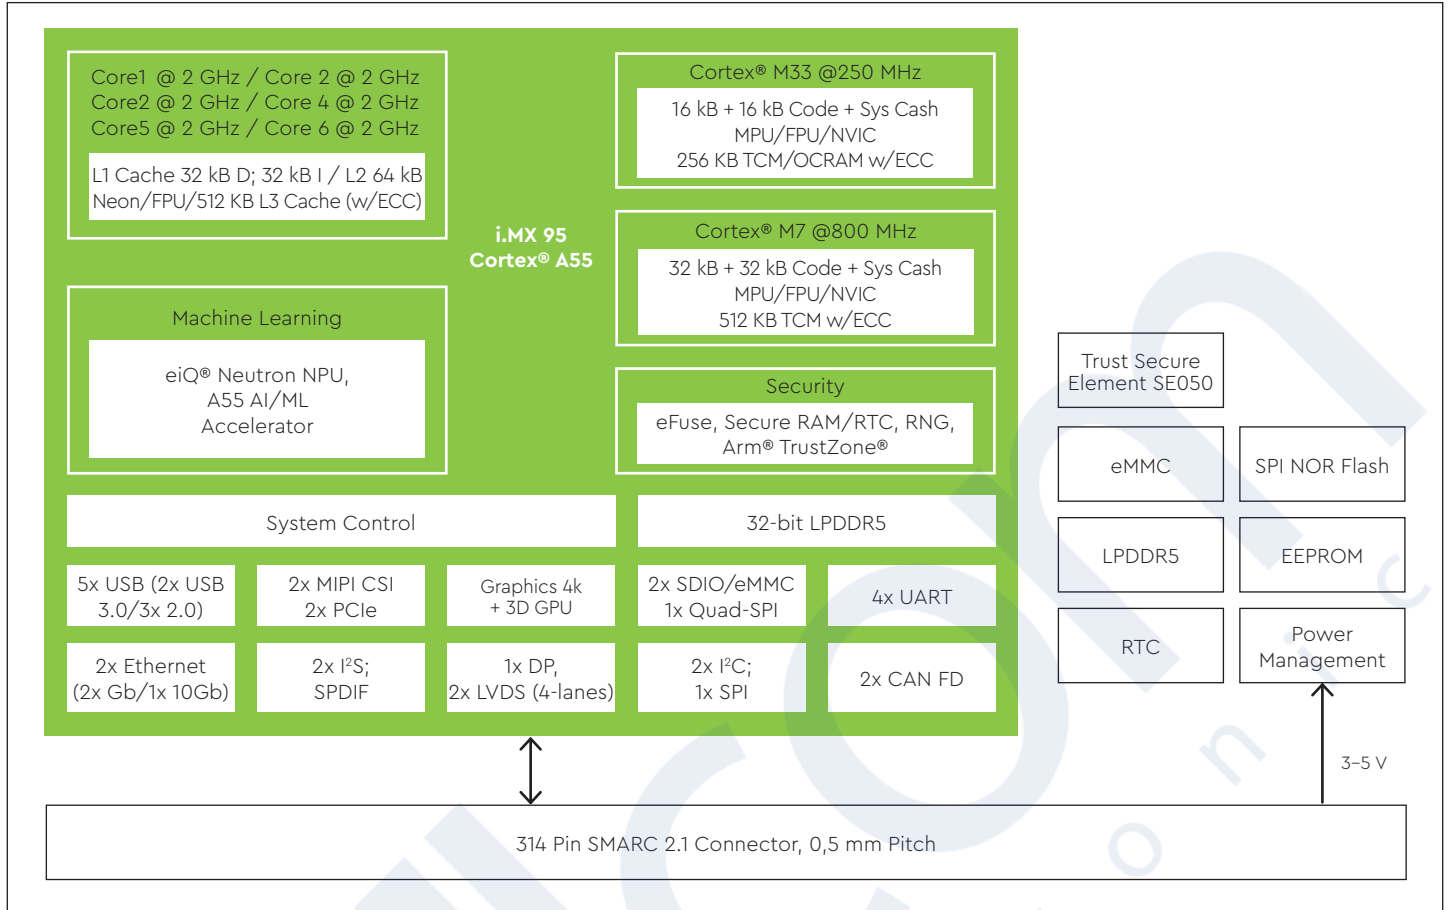 Core1 @ 2 GHz / Core 2 @ 2 GHz
Core2 @ 2 GHz / Core 4 @ 2 GHz
Core5 @ 2 GHz / Core 6 @ 2 GHz
L1 Cache 32 kB D; 32 kB I / L2 64 kB
Neon/FPU/512 KB L3 Cache (w/ECC)
i.MX 95
Cortex® A55
Cortex® M33 @250 MHz
16 kB + 16 kB Code + Sys Cash
MPU/FPU/NVIC
256 KB TCM/OCRAM w/ECC
Cortex® M7 @800 MHz
32 kB + 32 kB Code + Sys Cash
MPU/FPU/NVIC
512 KB TCM w/ECC
Machine Learning
eiQ® Neutron NPU,
A55 AI/ML
Accelerator
Security
eFuse, Secure RAM/RTC, RNG,
Arm® TrustZone®
System Control
32-bit LPDDR5
5x USB (2x USB
3.0/3x 2.0)
2x MIPI CSI
2x PCIe
Graphics 4k
+ 3D GPU
2x SDIO/eMMC
1x Quad-SPI
4x UART
2x Ethernet
(2x Gb/1x 10Gb)
2x I²S;
SPDIF
1x DP,
2x LVDS (4-lanes)
2x I²C;
1x SPI
2x CAN FD
Trust Secure
Element SE050
eMMC
SPI NOR Flash
LPDDR5
EEPROM
RTC
Power
Management
3–5 V
314 Pin SMARC 2.1 Connector, 0,5 mm Pitch